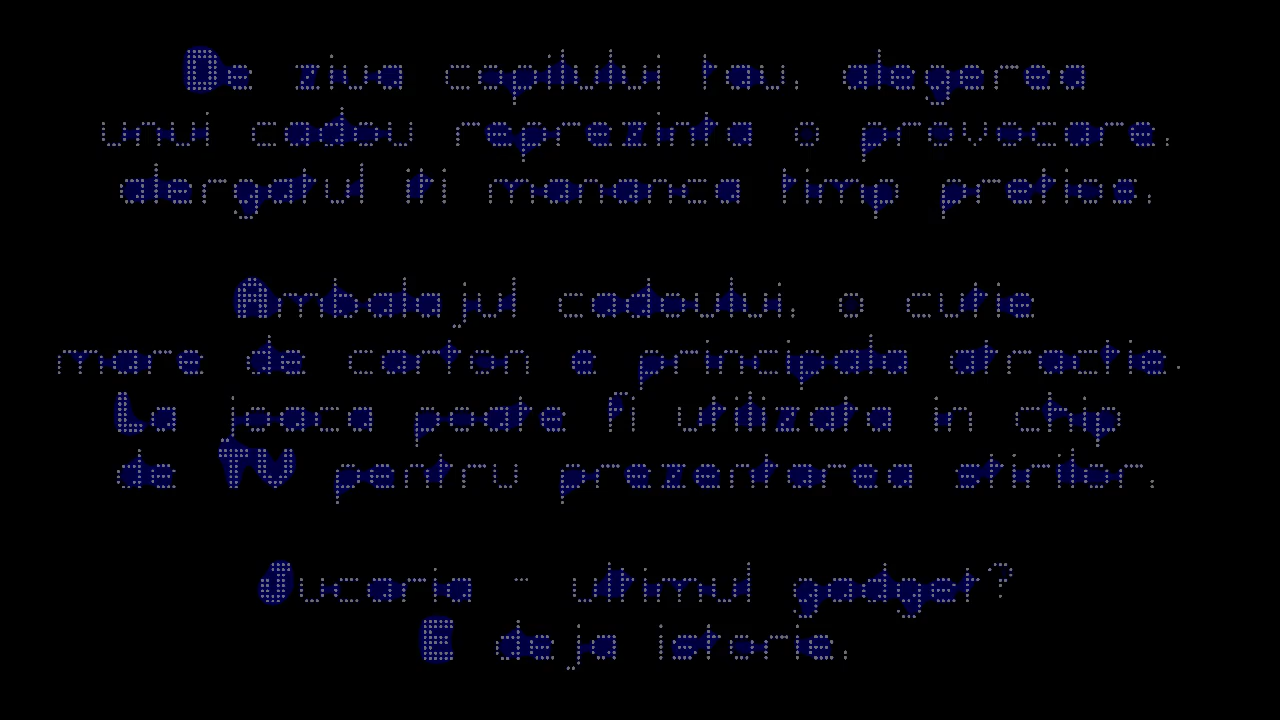 De ziua copilului tau, alegerea
unui cadou reprezinta o provocare,
alergatul iti mananca timp pretios.
Ambalajul cadoului, o cutie
mare de carton e principala atractie.
La joaca poate fi utilizata in chip
de TV pentru prezentarea stirilor.
Jucaria - ultimul gadget?
E deja istorie.